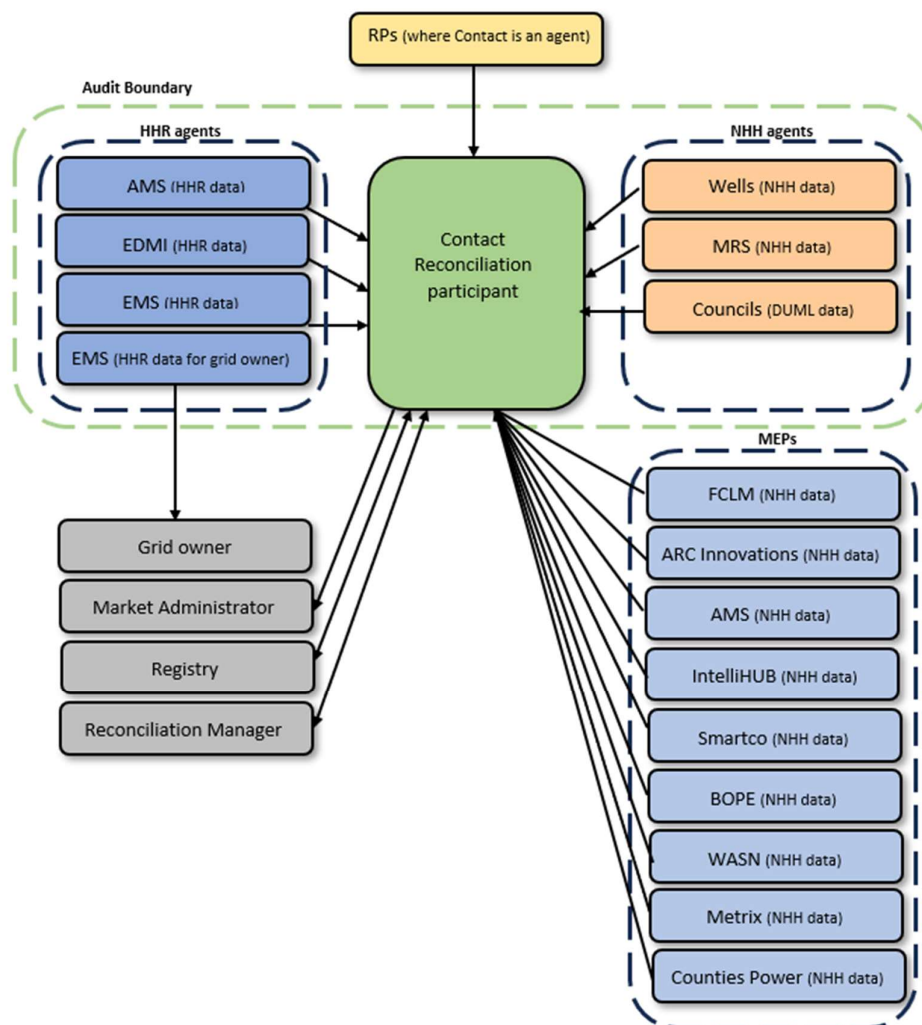 RPs (where Contact is an agent)
Audit Boundary
HHR agents
AMS (HHR data)
EDMI (HHR data)
EMS (HHR data)
EMS (HHR data for grid owner)
Contact
Reconciliation
participant
NHH agents
Wells (NHH data)
MRS (NHH data)
Councils (DUML data)
Grid owner
Market Administrator
Registry
Reconciliation Manager
MEPs
FCLM (NHH data)
ARC Innovations (NHH data)
AMS (NHH data)
IntelliHUB (NHH data)
Smartco (NHH data)
BOPE (NHH data)
WASN (NHH data)
Metrix (NHH data)
Counties Power (NHH data)